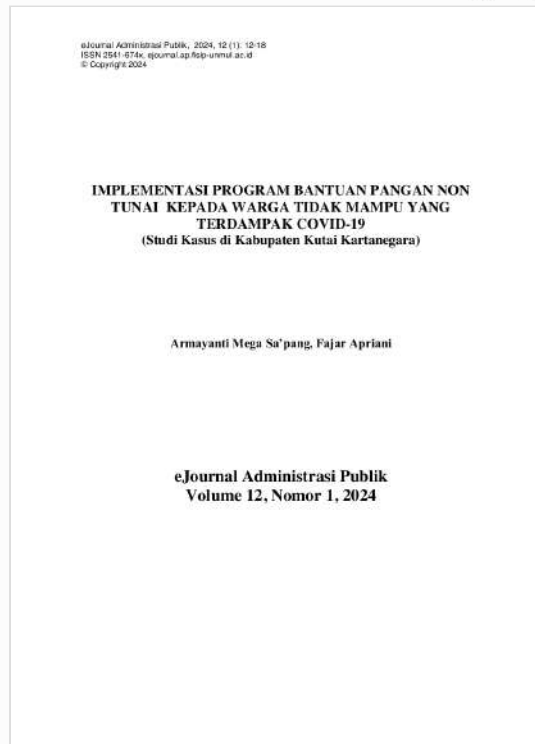 eJournal Administrasi Publik, 2024, 12 (1): 12-18
ISSN 2541-674x, ejournal.ap.fisip-unmul.ac.id
© Copyright 2024
IMPLEMENTASI PROGRAM BANTUAN PANGAN NON
TUNAI KEPADA WARGA TIDAK MAMPU YANG
TERDAMPAK COVID-19
(Studi Kasus di Kabupaten Kutai Kartanegara)
Armayanti Mega Sa'pang, Fajar Apriani
eJournal Administrasi Publik
Volume 12, Nomor 1, 2024